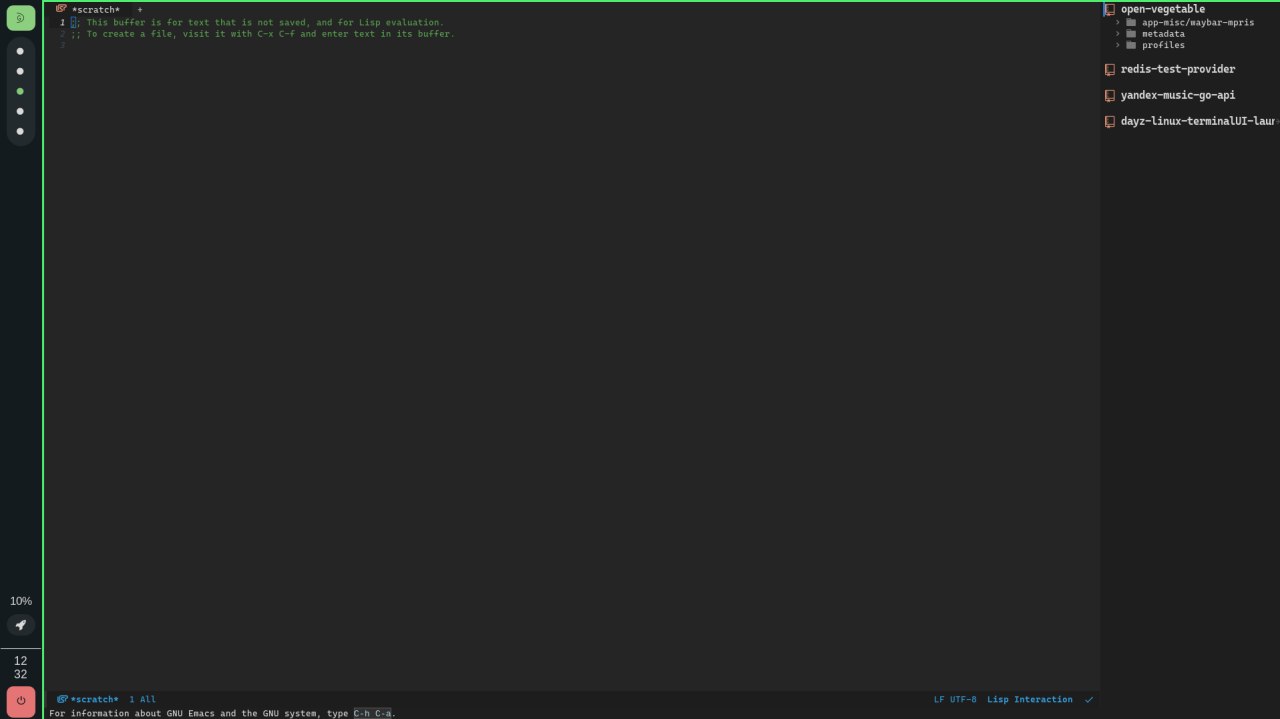 *scratch* +
1 ;; This buffer is for text that is not saved, and for Lisp evaluation.
2 ;; To create a file, visit it with C-x C-f and enter text in its buffer.
3
open-vegetable
> app-misc/waybar-mpris
> metadata
> profiles
redis-test-provider
yandex-music-go-api
dayz-linux-terminalUI-laun
10%
12
32
*scratch* 1 All
LF UTF-8 Lisp Interaction
For information about GNU Emacs and the GNU system, type C-h C-a.